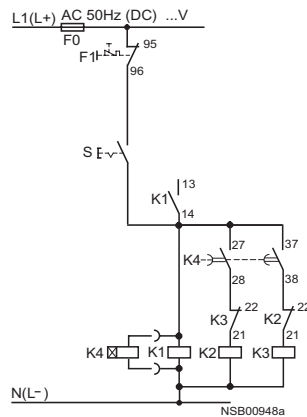 L1(L+) AC 50Hz (DC) ...V
F0
F1 95
96
S
K1 13
14
K4 27 37
28 38
K3 22 K2 22
21 21
K4 K1 K2 K3
N(L-)
NSB00948a